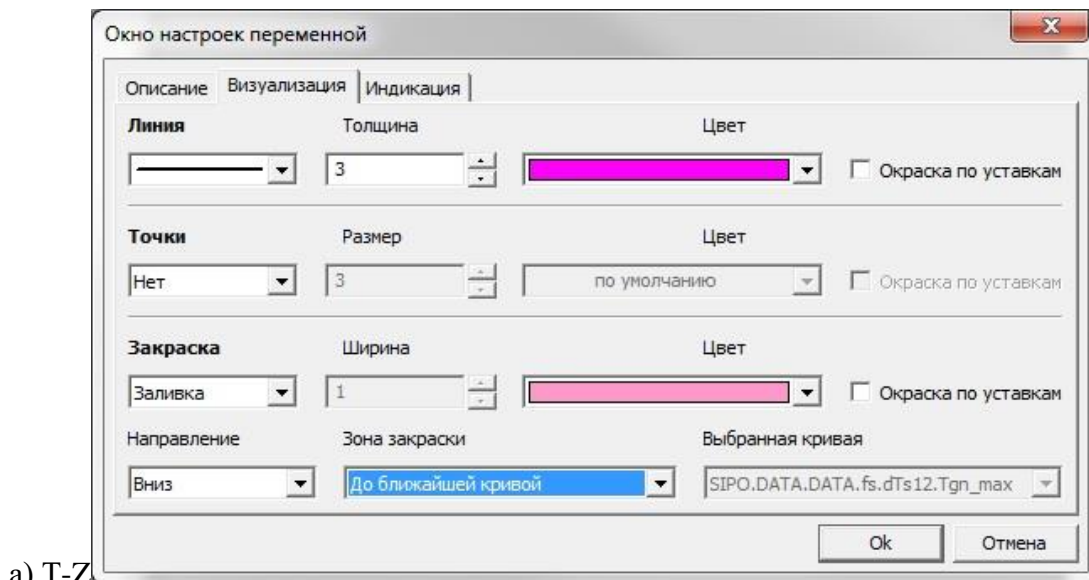 Окно настроек переменной
Описание Визуализация Индикация
Линия Толщина Цвет
3 Окраска по уставкам
Точки Размер Цвет
Нет 3 по умолчанию Окраска по уставкам
Закраска Ширина Цвет
Заливка 1 Окраска по уставкам
Направление Зона закраски Выбранная кривая
Вниз До ближайшей кривой SIPO.DATA.DATA.fs.dTs12.Tgn_max
Ok Отмена
а) T-Z